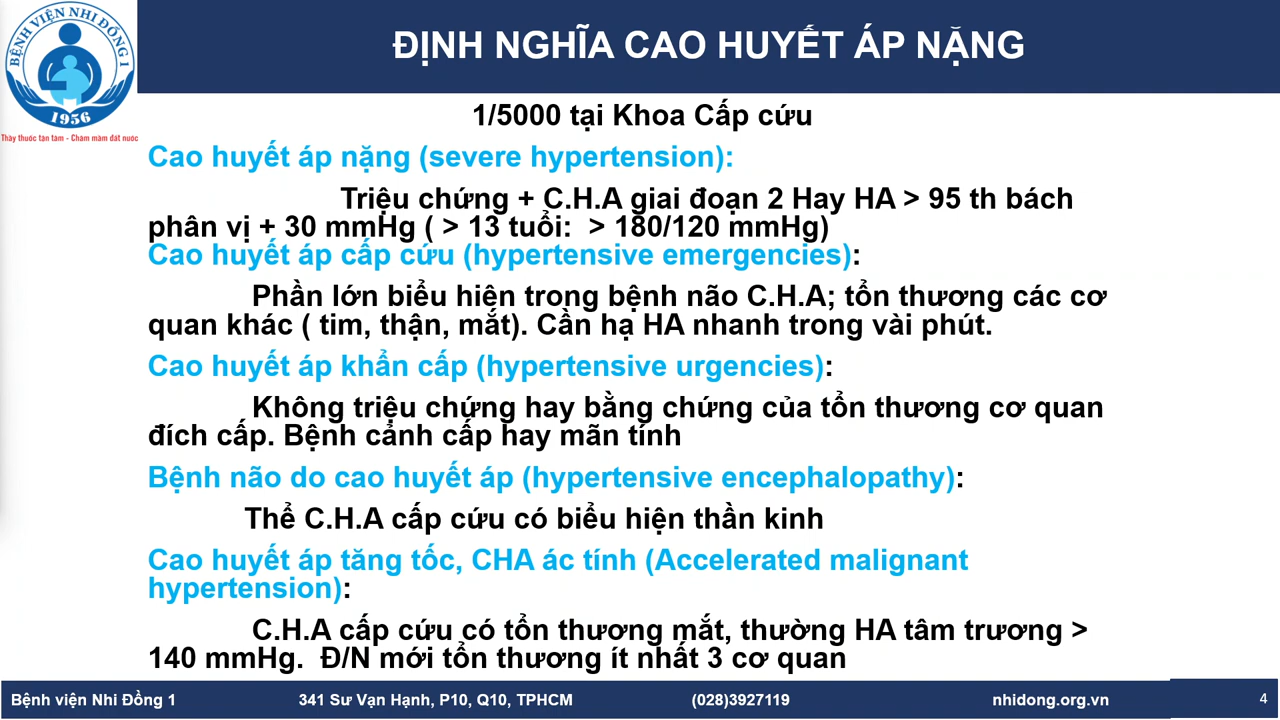 BỆNH VIỆN NHI ĐỒNG 1
1956
Thầy thuốc tận tâm - Chăm mầm đất nước
ĐỊNH NGHĨA CAO HUYẾT ÁP NẶNG
1/5000 tại Khoa Cấp cứu
Cao huyết áp nặng (severe hypertension):
Triệu chứng + C.H.A giai đoạn 2 Hay HA > 95 th bách
phân vị + 30 mmHg ( > 13 tuổi: > 180/120 mmHg)
Cao huyết áp cấp cứu (hypertensive emergencies):
Phần lớn biểu hiện trong bệnh não C.H.A; tổn thương các cơ
quan khác ( tim, thận, mắt). Cần hạ HA nhanh trong vài phút.
Cao huyết áp khẩn cấp (hypertensive urgencies):
Không triệu chứng hay bằng chứng của tổn thương cơ quan
đích cấp. Bệnh cảnh cấp hay mãn tính
Bệnh não do cao huyết áp (hypertensive encephalopathy):
Thể C.H.A cấp cứu có biểu hiện thần kinh
Cao huyết áp tăng tốc, CHA ác tính (Accelerated malignant
hypertension):
C.H.A cấp cứu có tổn thương mắt, thường HA tâm trương >
140 mmHg. Đ/N mới tổn thương ít nhất 3 cơ quan
Bệnh viện Nhi Đồng 1
341 Sư Vạn Hạnh, P10, Q10, TPHCM
(028)3927119
nhidong.org.vn
4